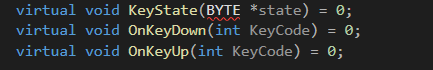 virtual void KeyState(BYTE *state) = 0;
virtual void OnKeyDown(int KeyCode) = 0;
virtual void OnKeyUp(int KeyCode) = 0;